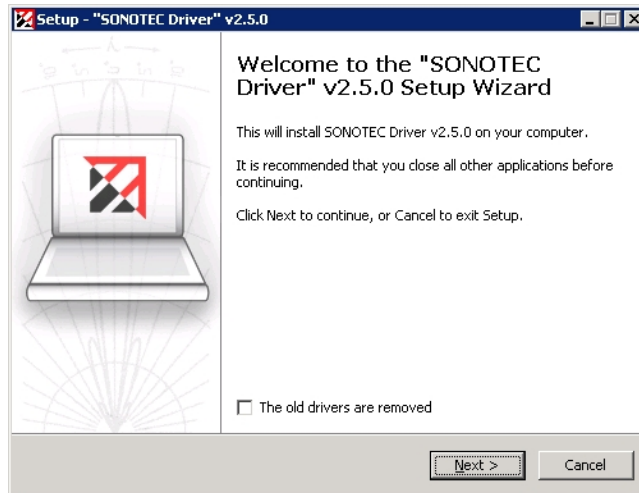 Setup - "SONOTEC Driver" v2.5.0
Welcome to the "SONOTEC
Driver" v2.5.0 Setup Wizard
This will install SONOTEC Driver v2.5.0 on your computer.
It is recommended that you close all other applications before
continuing.
Click Next to continue, or Cancel to exit Setup.
The old drivers are removed
Next >
Cancel